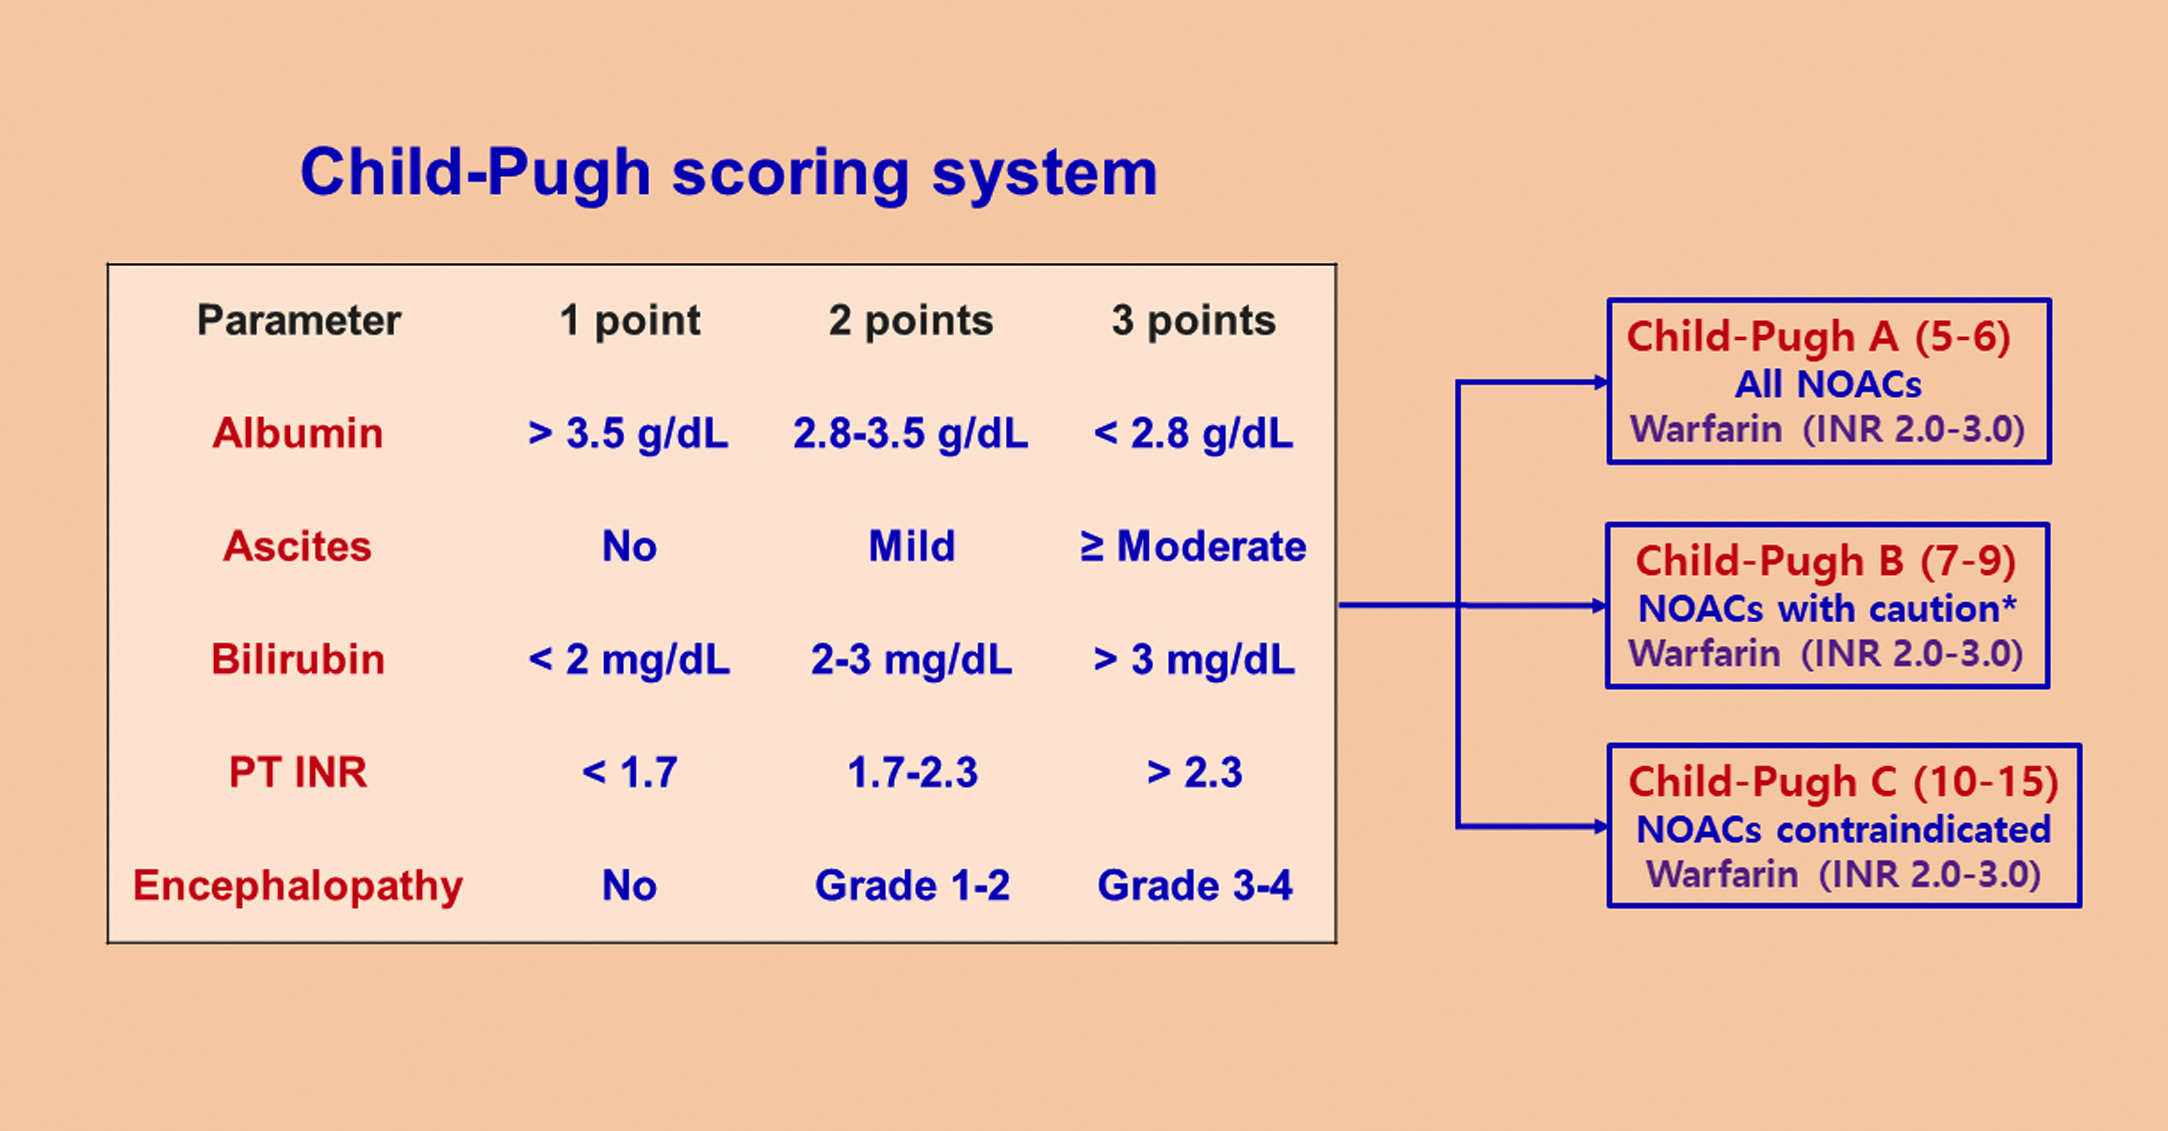 Child-Pugh scoring system
Parameter 1 point 2 points 3 points
Albumin > 3.5 g/dL 2.8-3.5 g/dL < 2.8 g/dL
Ascites No Mild ≥ Moderate
Bilirubin < 2 mg/dL 2-3 mg/dL > 3 mg/dL
PT INR < 1.7 1.7-2.3 > 2.3
Encephalopathy No Grade 1-2 Grade 3-4
Child-Pugh A (5-6)
All NOACs
Warfarin (INR 2.0-3.0)
Child-Pugh B (7-9)
NOACs with caution*
Warfarin (INR 2.0-3.0)
Child-Pugh C (10-15)
NOACs contraindicated
Warfarin (INR 2.0-3.0)